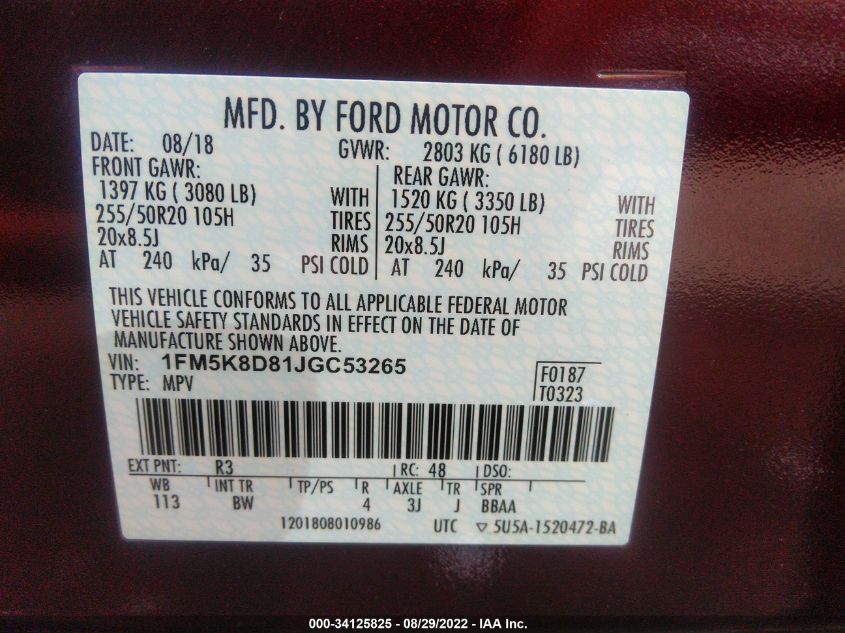 MFD. BY FORD MOTOR CO.
DATE: 08/18 GVWR: 2803 KG ( 6180 LB)
FRONT GAWR: REAR GAWR:
1397 KG ( 3080 LB) WITH 1520 KG ( 3350 LB) WITH
255/50R20 105H TIRES 255/50R20 105H TIRES
20x8.5J RIMS 20x8.5J RIMS
AT 240 kPa/ 35 PSI COLD AT 240 kPa/ 35 PSI COLD
THIS VEHICLE CONFORMS TO ALL APPLICABLE FEDERAL MOTOR
VEHICLE SAFETY STANDARDS IN EFFECT ON THE DATE OF
MANUFACTURE SHOWN ABOVE.
VIN: 1FM5K8D81JGC53265 F0187
TYPE: MPV T0323
EXT PNT: R3 RC: 48 DSO:
WB INT TR TP/PS R AXLE TR SPR
113 BW 4 3J J BBAA
1201808010986 UTC ▽ 5U5A-1520472-BA
000-34125825 - 08/29/2022 - IAA Inc.